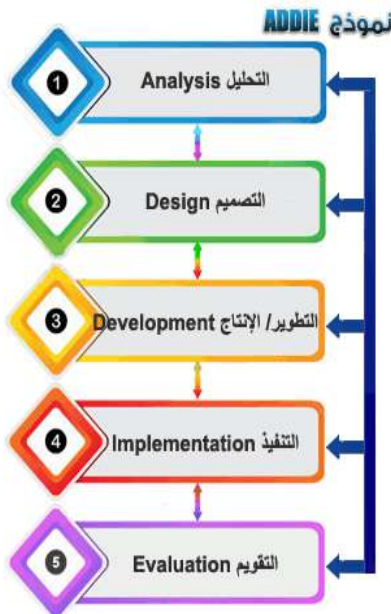 نموذج ADDIE
1
التحليل Analysis
2
التصميم Design
3
التطوير/ الإنتاج Development
4
التنفيذ Implementation
5
التقويم Evaluation